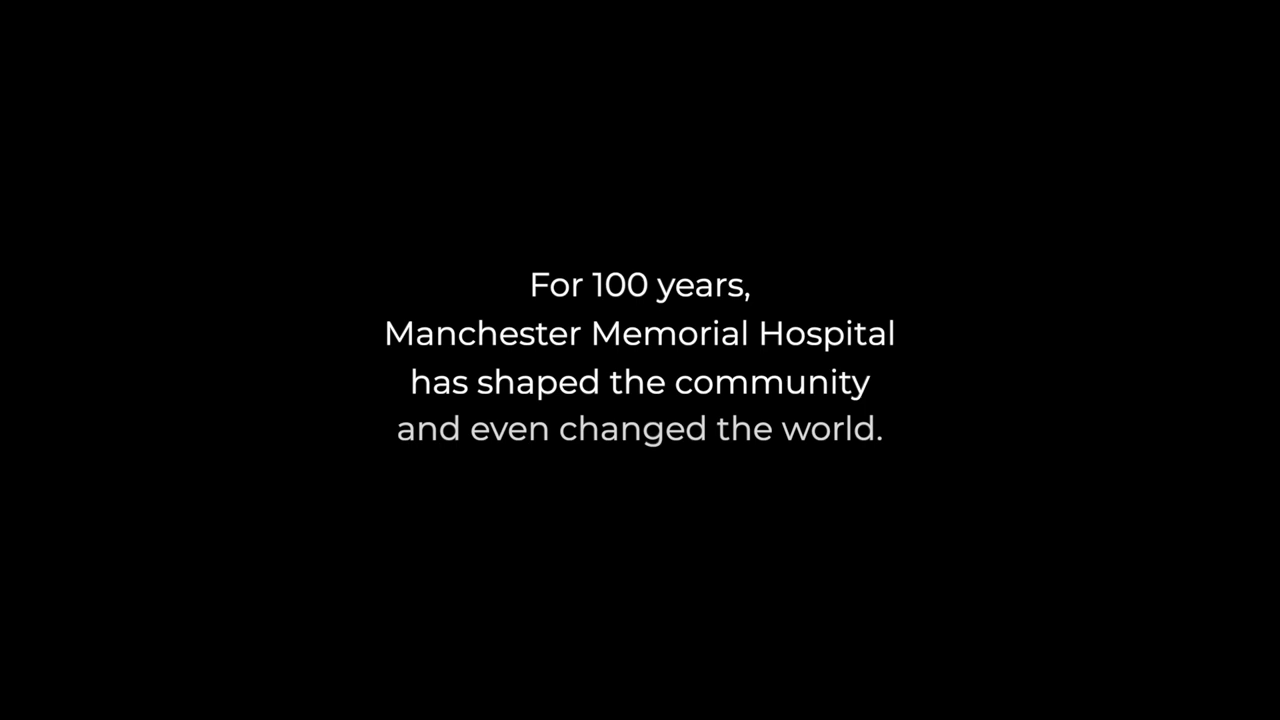 For 100 years,
Manchester Memorial Hospital
has shaped the community
and even changed the world.